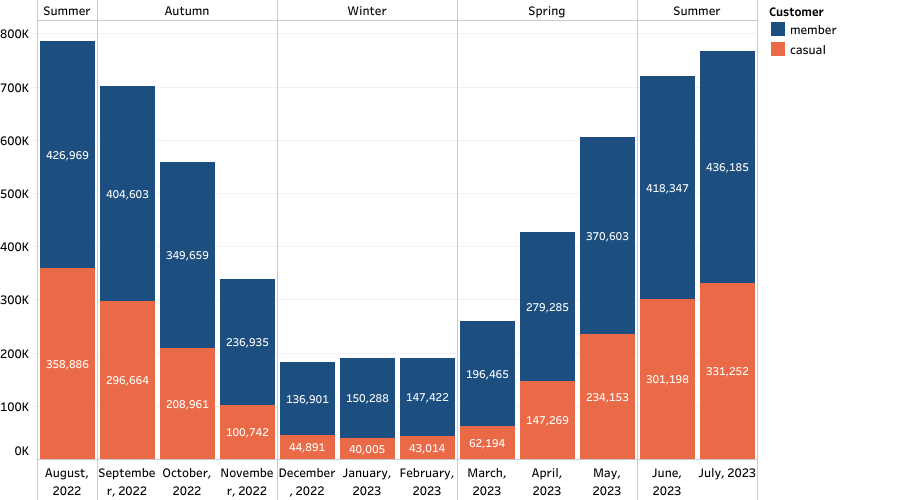 Summer Autumn Winter Spring Summer
Customer
member
casual
800K
700K
600K
500K
400K
300K
200K
100K
0K
426,969
358,886
404,603
296,664
349,659
208,961
236,935
100,742
136,901
44,891
150,288
40,005
147,422
43,014
196,465
62,194
279,285
147,269
370,603
234,153
418,347
301,198
436,185
331,252
August,
2022
Septembe
r, 2022
October,
2022
Novembe
r, 2022
December
, 2022
January,
2023
February,
2023
March,
2023
April,
2023
May,
2023
June,
2023
July, 2023